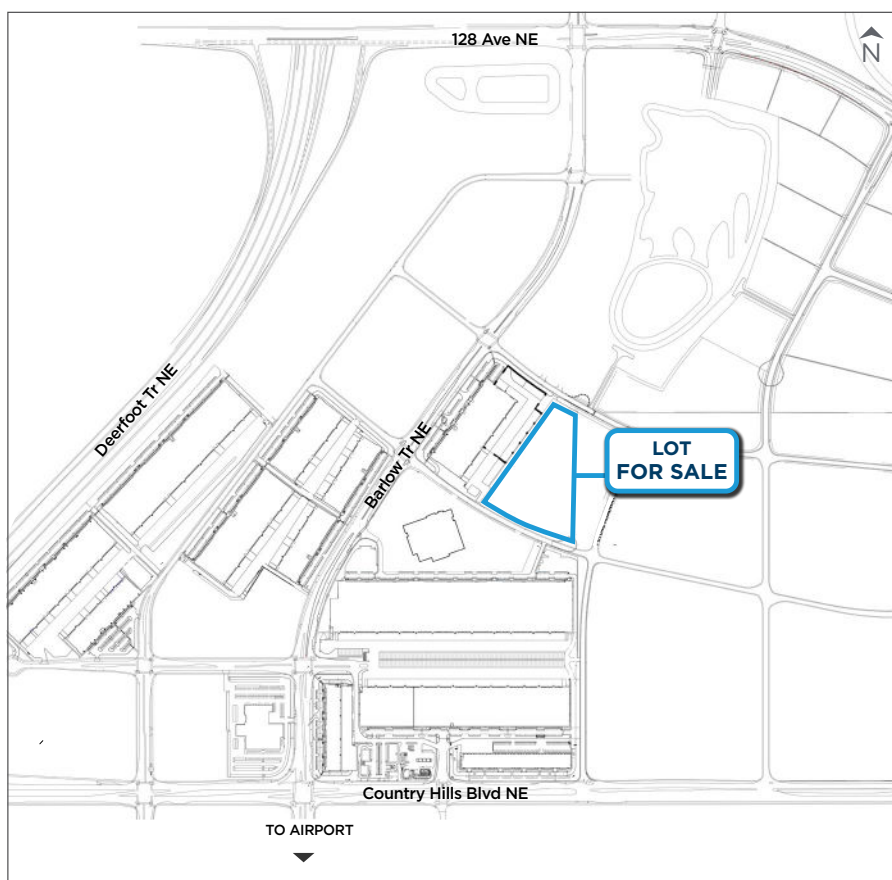 128 Ave NE
N
Deerfoot Tr NE
Barlow Tr NE
LOT
FOR SALE
Country Hills Blvd NE
TO AIRPORT